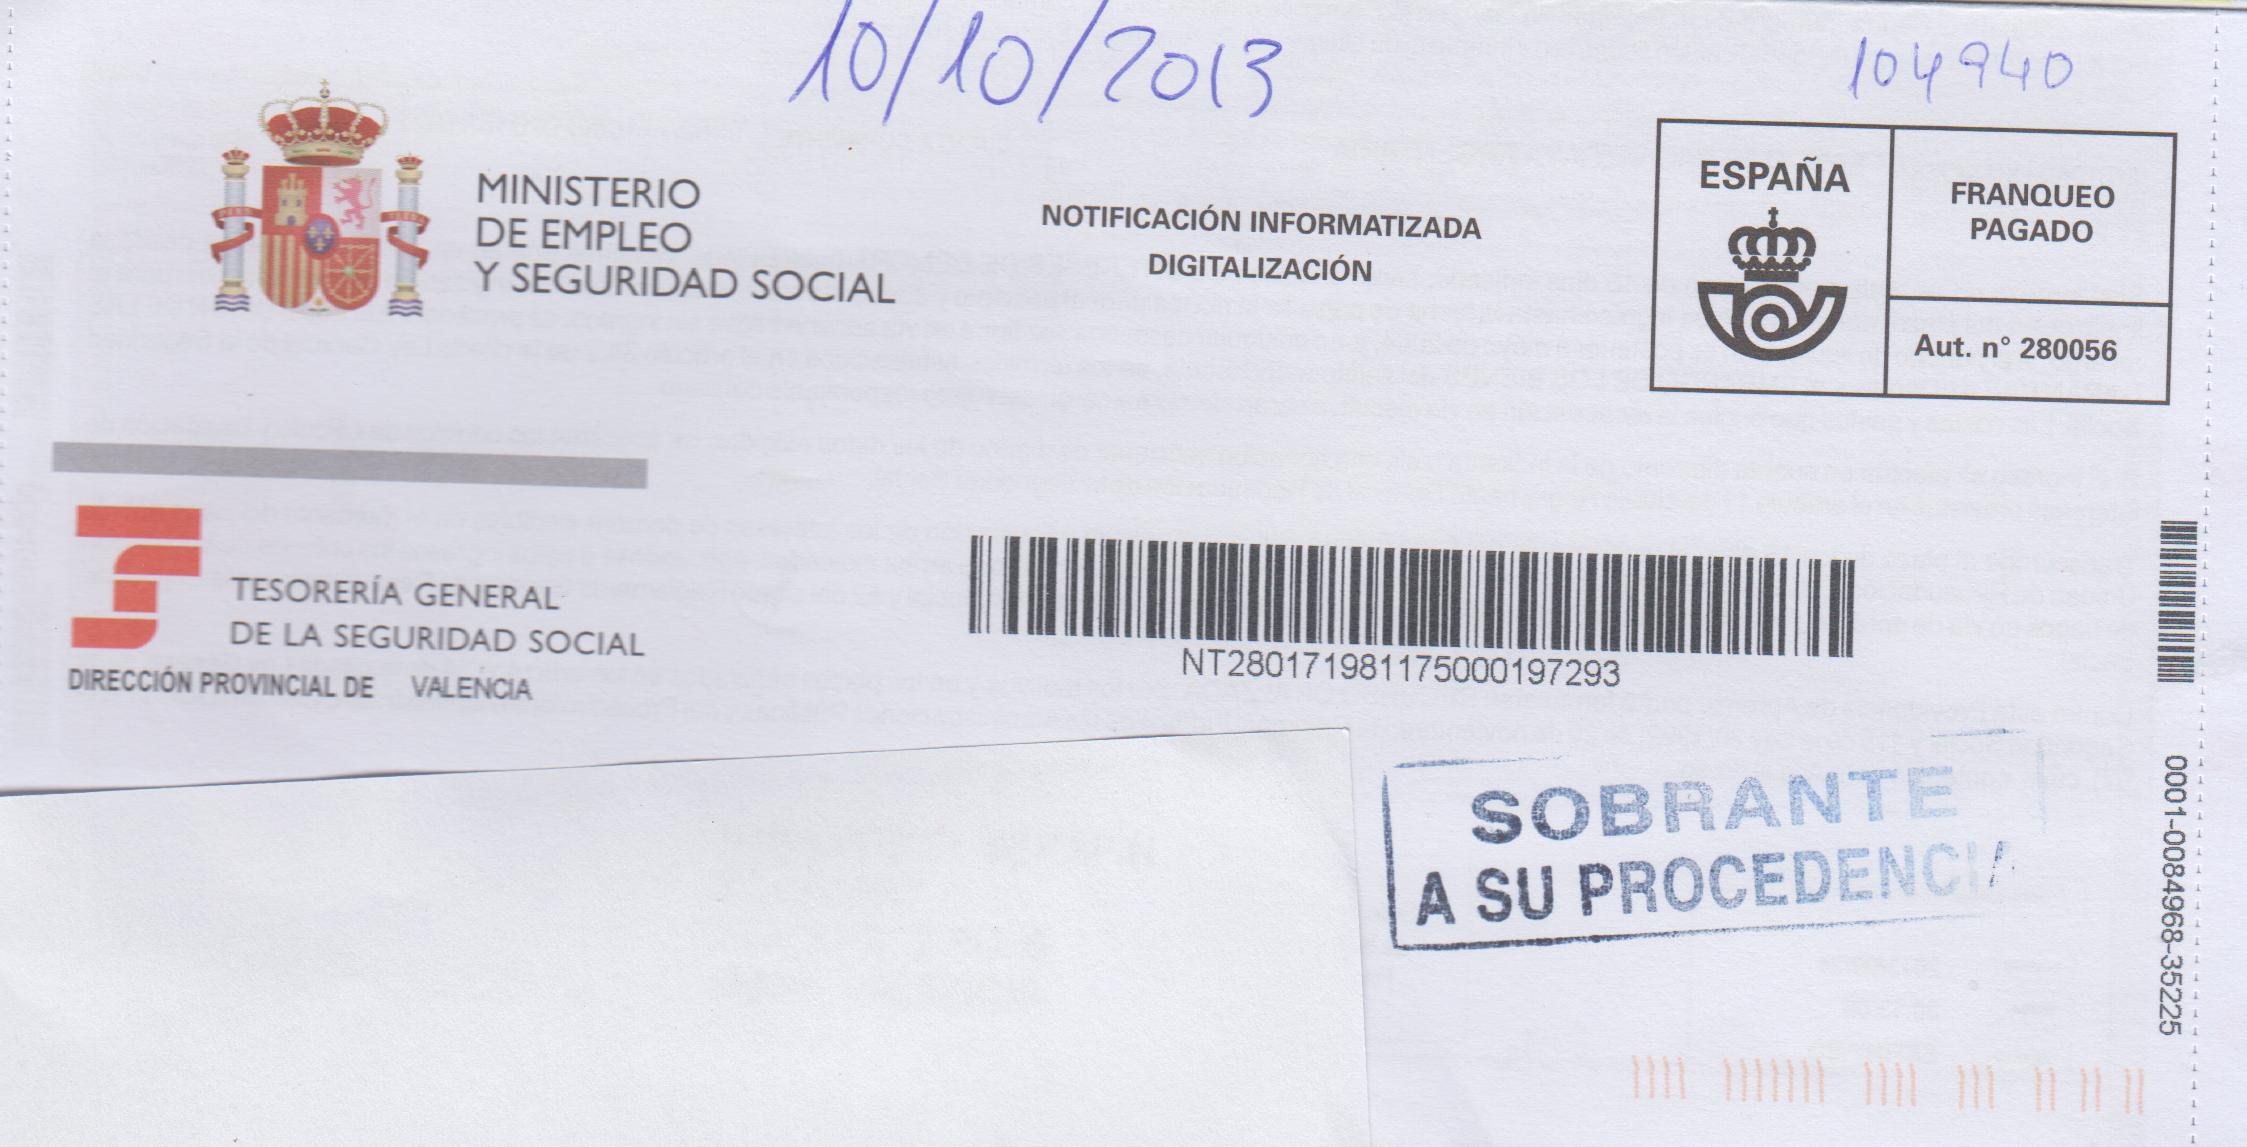 10/10/2013
104940
MINISTERIO
DE EMPLEO
Y SEGURIDAD SOCIAL
NOTIFICACIÓN INFORMATIZADA
DIGITALIZACIÓN
ESPAÑA
FRANQUEO
PAGADO
Aut. n° 280056
TESORERÍA GENERAL
DE LA SEGURIDAD SOCIAL
DIRECCIÓN PROVINCIAL DE VALENCIA
NT280171981175000197293
SOBRANTE
A SU PROCEDENCIA
0001-0084968-35225